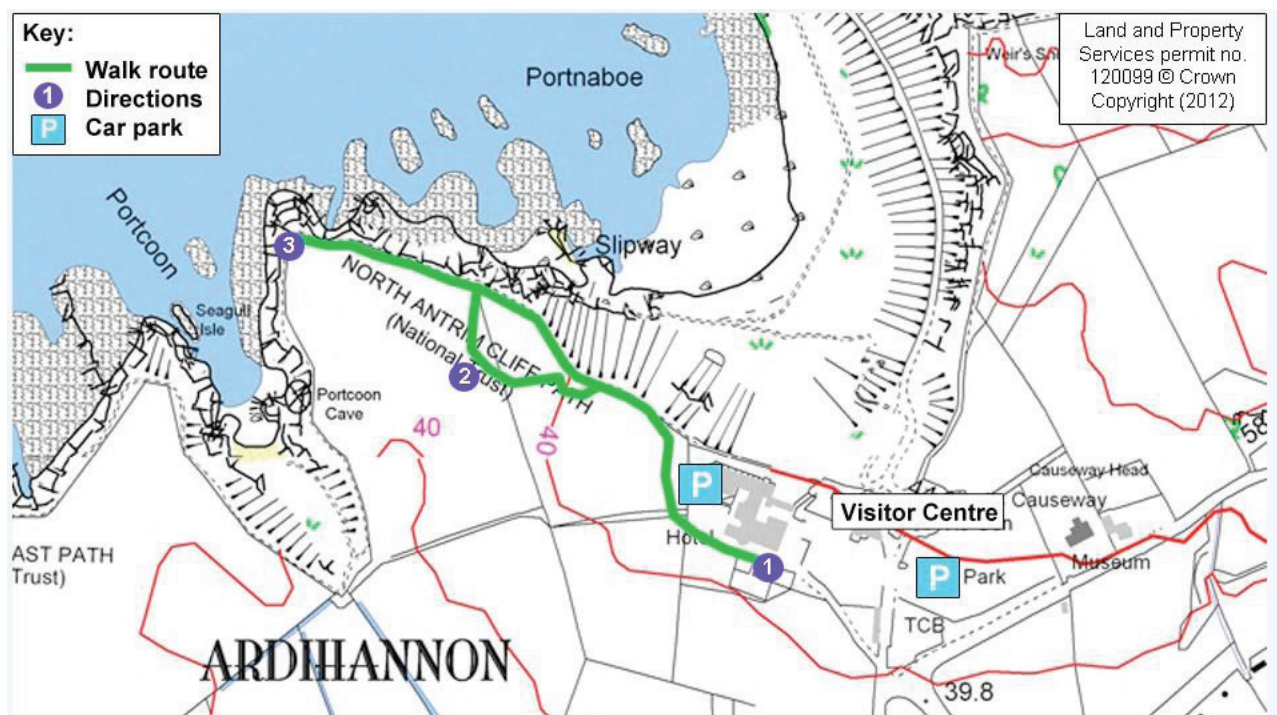 Key:
Walk route
1 Directions
P Car park
Land and Property
Services permit no.
120099 © Crown
Copyright (2012)
Portnaboe
Portcoon
Slipway
3
NORTH ANTRIM CLIFF PATH
(National Trust)
Seagull
Isle
2
Portcoon
Cave
40
40
P
Hotel
1
Visitor Centre
Causeway Head
Causeway
Museum
P Park
58
TCB
AST PATH
Trust)
39.8